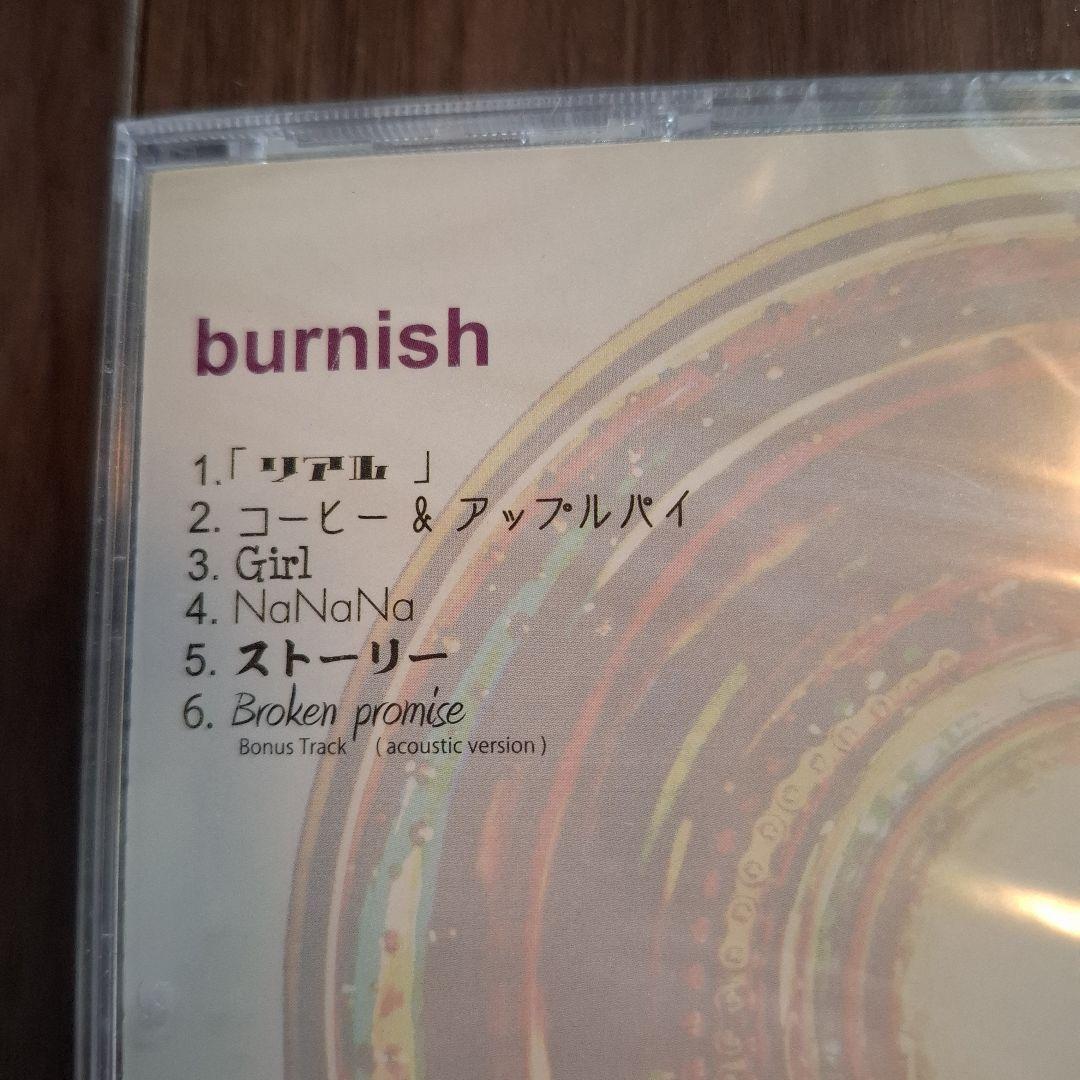 burnish
1.「リアル」
2. コーヒー & アップルパイ
3. Girl
4. NaNaNa
5. ストーリー
6. Broken promise
Bonus Track (acoustic version)